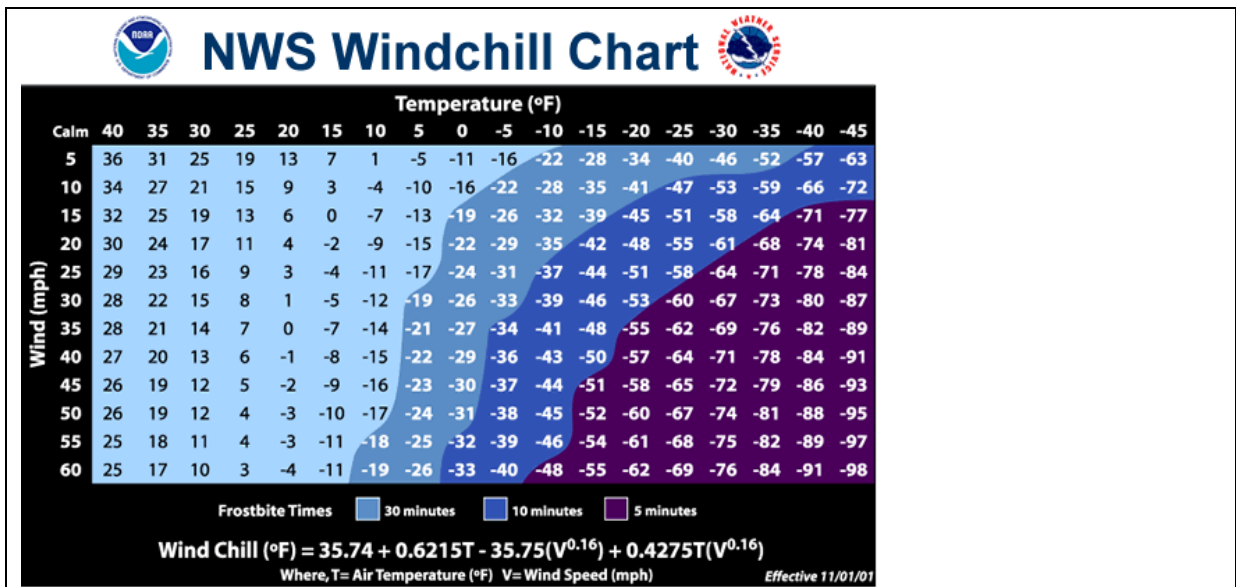 NOAA
NWS Windchill Chart
NATIONAL WEATHER SERVICE
Temperature (ºF)
Calm 40 35 30 25 20 15 10 5 0 -5 -10 -15 -20 -25 -30 -35 -40 -45
Wind (mph)
5 36 31 25 19 13 7 1 -5 -11 -16 -22 -28 -34 -40 -46 -52 -57 -63
10 34 27 21 15 9 3 -4 -10 -16 -22 -28 -35 -41 -47 -53 -59 -66 -72
15 32 25 19 13 6 0 -7 -13 -19 -26 -32 -39 -45 -51 -58 -64 -71 -77
20 30 24 17 11 4 -2 -9 -15 -22 -29 -35 -42 -48 -55 -61 -68 -74 -81
25 29 23 16 9 3 -4 -11 -17 -24 -31 -37 -44 -51 -58 -64 -71 -78 -84
30 28 22 15 8 1 -5 -12 -19 -26 -33 -39 -46 -53 -60 -67 -73 -80 -87
35 28 21 14 7 0 -7 -14 -21 -27 -34 -41 -48 -55 -62 -69 -76 -82 -89
40 27 20 13 6 -1 -8 -15 -22 -29 -36 -43 -50 -57 -64 -71 -78 -84 -91
45 26 19 12 5 -2 -9 -16 -23 -30 -37 -44 -51 -58 -65 -72 -79 -86 -93
50 26 19 12 4 -3 -10 -17 -24 -31 -38 -45 -52 -60 -67 -74 -81 -88 -95
55 25 18 11 4 -3 -11 -18 -25 -32 -39 -46 -54 -61 -68 -75 -82 -89 -97
60 25 17 10 3 -4 -11 -19 -26 -33 -40 -48 -55 -62 -69 -76 -84 -91 -98
Frostbite Times 30 minutes 10 minutes 5 minutes
Wind Chill (ºF) = 35.74 + 0.6215T - 35.75(V^0.16) + 0.4275T(V^0.16)
Where, T= Air Temperature (ºF) V= Wind Speed (mph) Effective 11/01/01